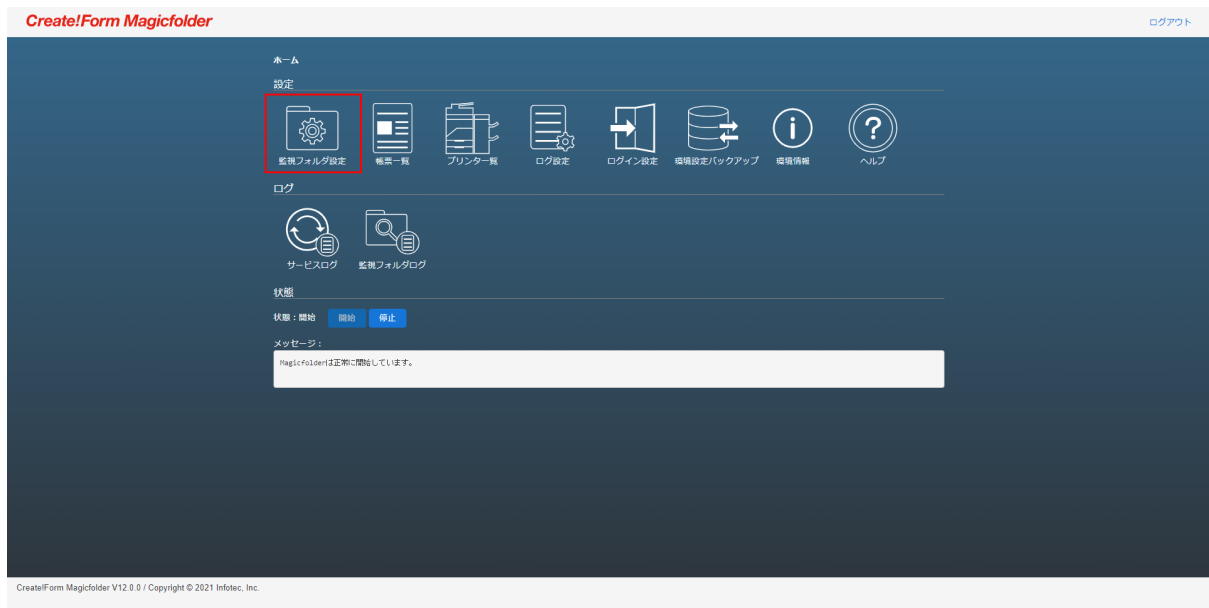 Create!Form Magicfolder
ログアウト
ホーム
設定
監視フォルダ設定 帳票一覧 プリンター覧 ログ設定 ログイン設定 環境設定バックアップ 環境情報 ヘルプ
ログ
サービスログ 監視フォルダログ
状態
状態：開始 開始 停止
メッセージ：
Magicfolderは正常に開始しています。
Create!Form Magicfolder V12.0.0 / Copyright © 2021 Infotec, Inc.